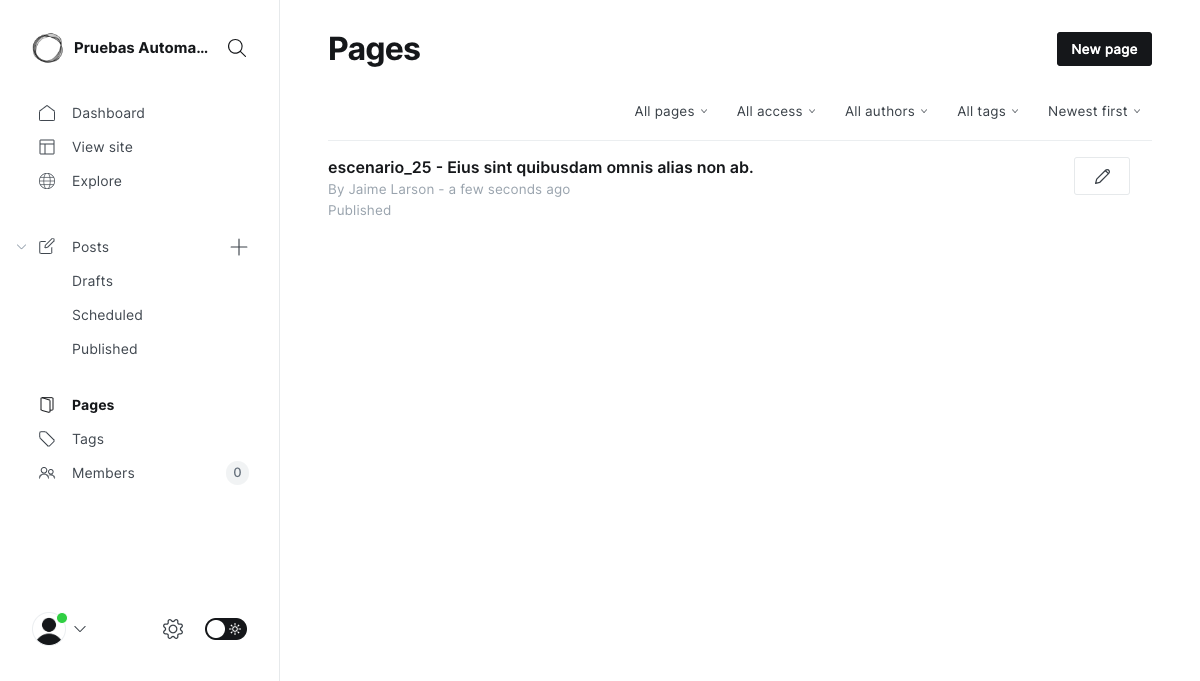 Pruebas Automa...
Dashboard
View site
Explore
Posts
Drafts
Scheduled
Published
Pages
Tags
Members 0
Pages
New page
All pages All access All authors All tags Newest first
escenario_25 - Eius sint quibusdam omnis alias non ab.
By Jaime Larson - a few seconds ago
Published